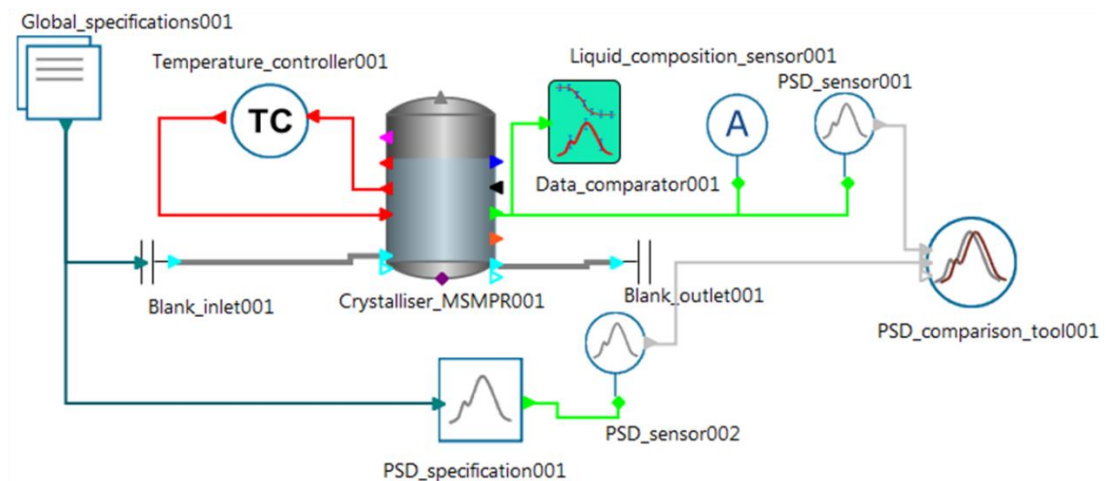 Global_specifications001
Temperature_controller001
TC
Liquid_composition_sensor001
PSD_sensor001
A
Data_comparator001
Blank_inlet001
Crystalliser_MSMPR001
Blank_outlet001
PSD_comparison_tool001
PSD_sensor002
PSD_specification001